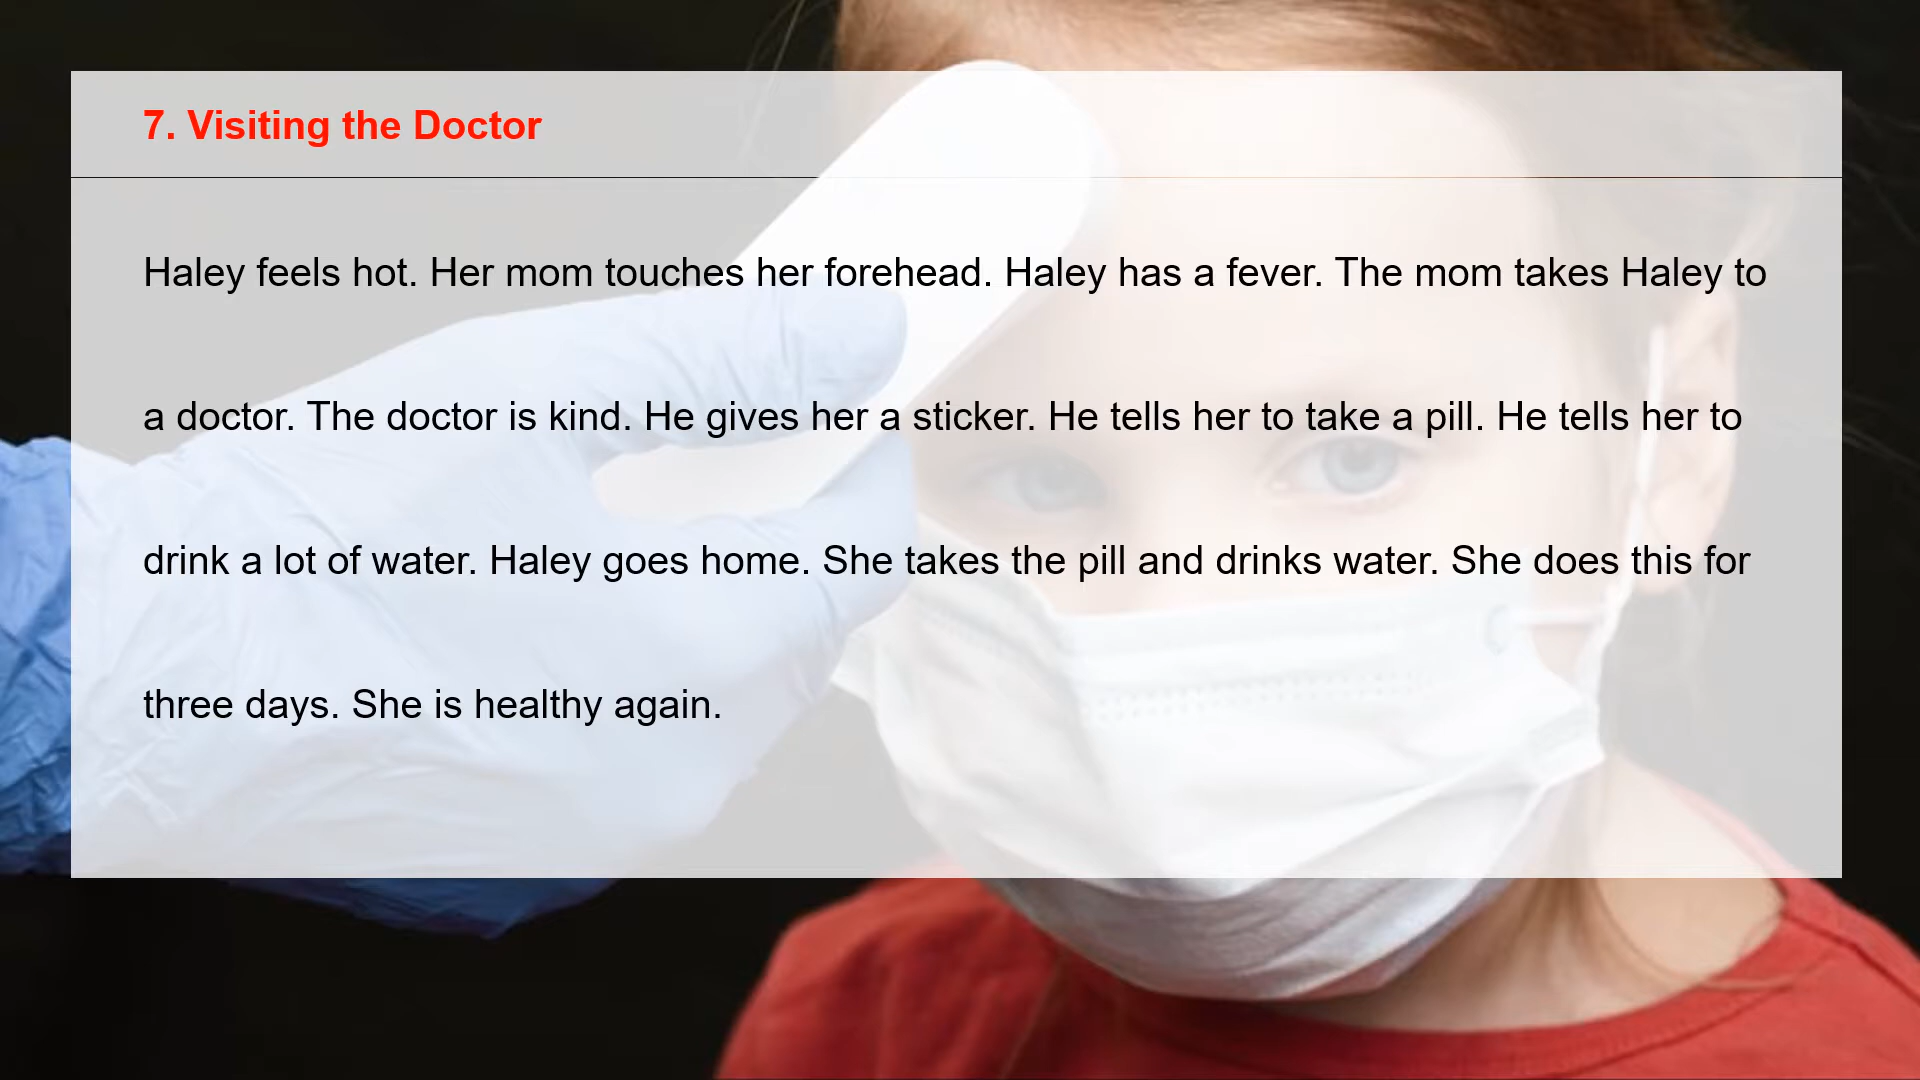 7. Visiting the Doctor
Haley feels hot. Her mom touches her forehead. Haley has a fever. The mom takes Haley to
a doctor. The doctor is kind. He gives her a sticker. He tells her to take a pill. He tells her to
drink a lot of water. Haley goes home. She takes the pill and drinks water. She does this for
three days. She is healthy again.